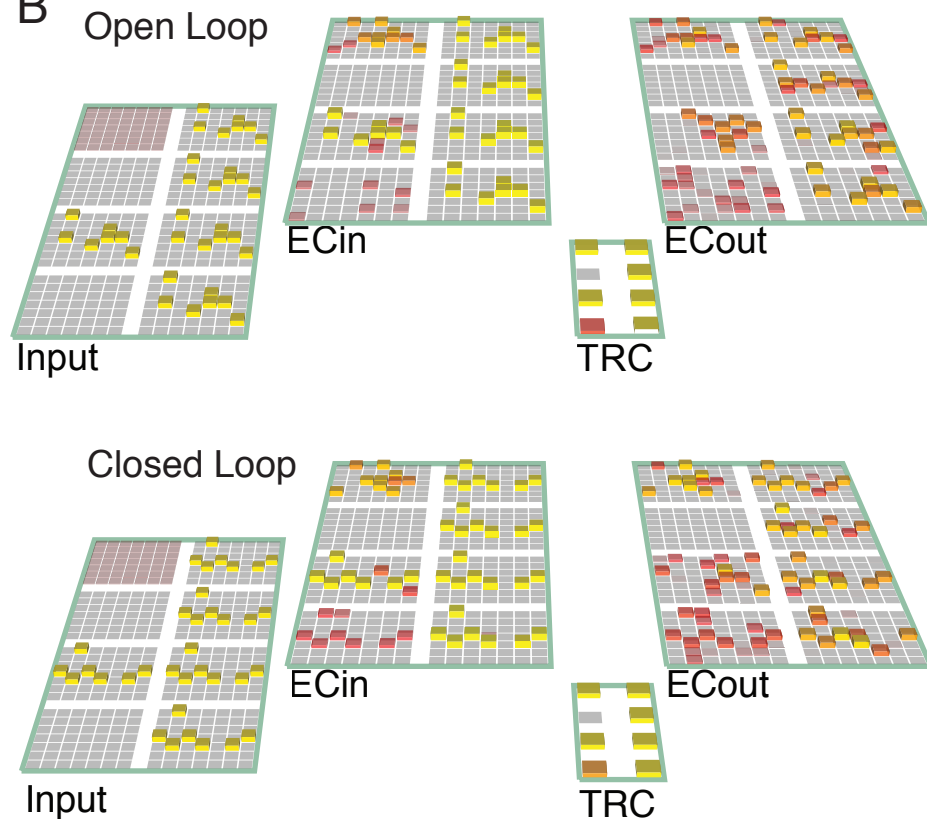 B
Open Loop
ECin
ECout
Input
TRC
Closed Loop
ECin
ECout
Input
TRC